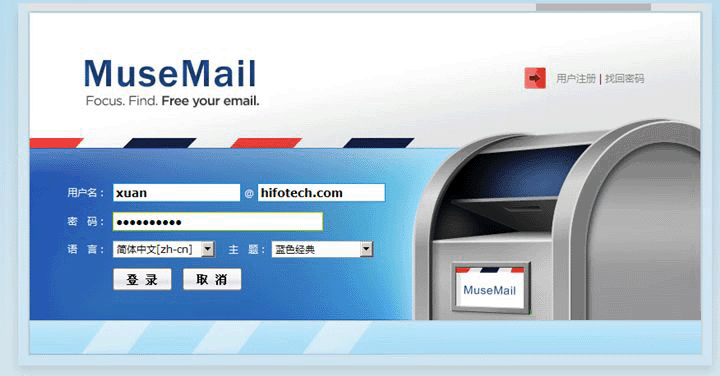 MuseMail
Focus. Find. Free your email.
用户注册 | 找回密码
用户名： xuan @ hifotech.com
密 码： ●●●●●●●●●●
语 言： 简体中文[zh-cn] 主 题： 蓝色经典
登 录 取 消
MuseMail